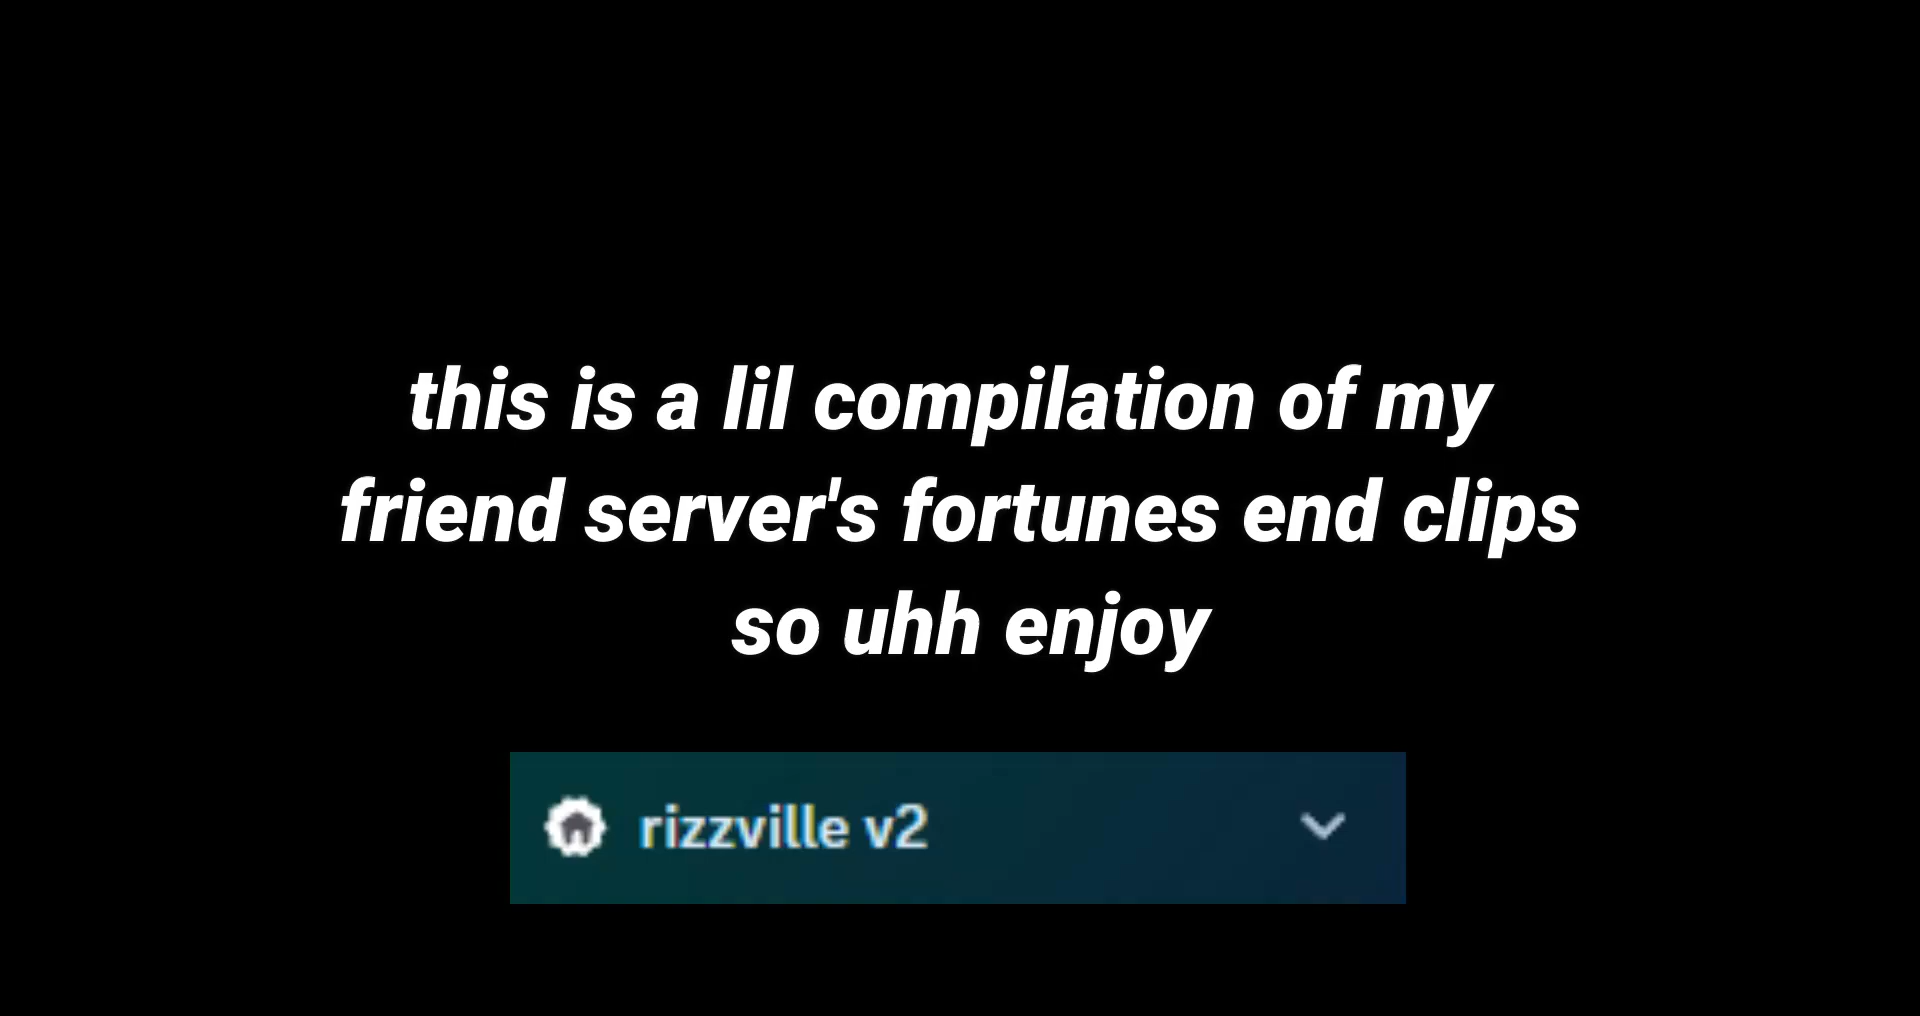 this is a lil compilation of my
friend server's fortunes end clips
so uhh enjoy
rizzville v2